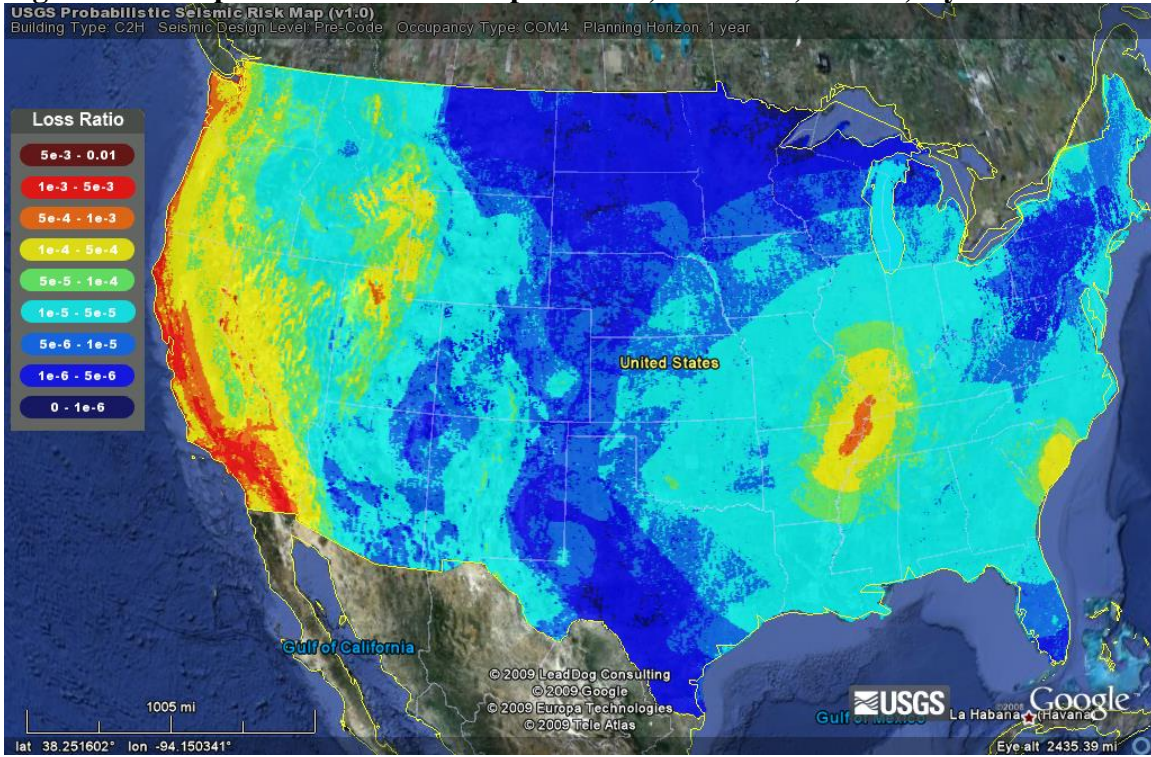 USGS Probabilistic Seismic Risk Map (v1.0)
Building Type: C2H Seismic Design Level: Pre-Code Occupancy Type: COM4 Planning Horizon: 1 year
Loss Ratio
5e-3 - 0.01
1e-3 - 5e-3
5e-4 - 1e-3
1e-4 - 5e-4
5e-5 - 1e-4
1e-5 - 5e-5
5e-6 - 1e-5
1e-6 - 5e-6
0 - 1e-6
United States
Gulf of California
© 2009 LeadDog Consulting
© 2009 Google
© 2009 Europa Technologies
© 2009 Tele Atlas
1005 mi
USGS
Google
Gulf of Mexico
La Habana (Havana)
lat 38.251602° lon -94.150341°
Eye alt 2435.39 mi